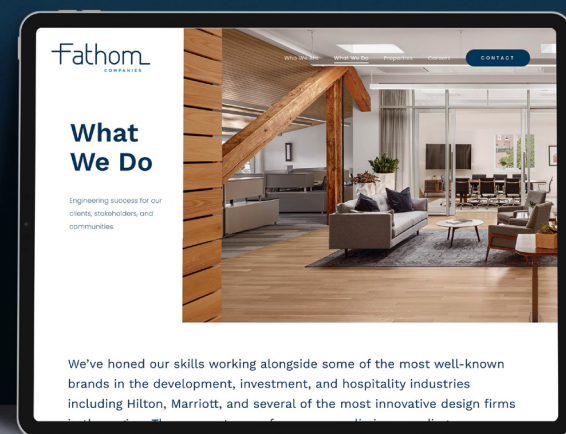 Fathom
COMPANIES
Who We Are What We Do Properties Careers CONTACT
What
We Do
Engineering success for our
clients, stakeholders, and
communities.
We've honed our skills working alongside some of the most well-known
brands in the development, investment, and hospitality industries
including Hilton, Marriott, and several of the most innovative design firms